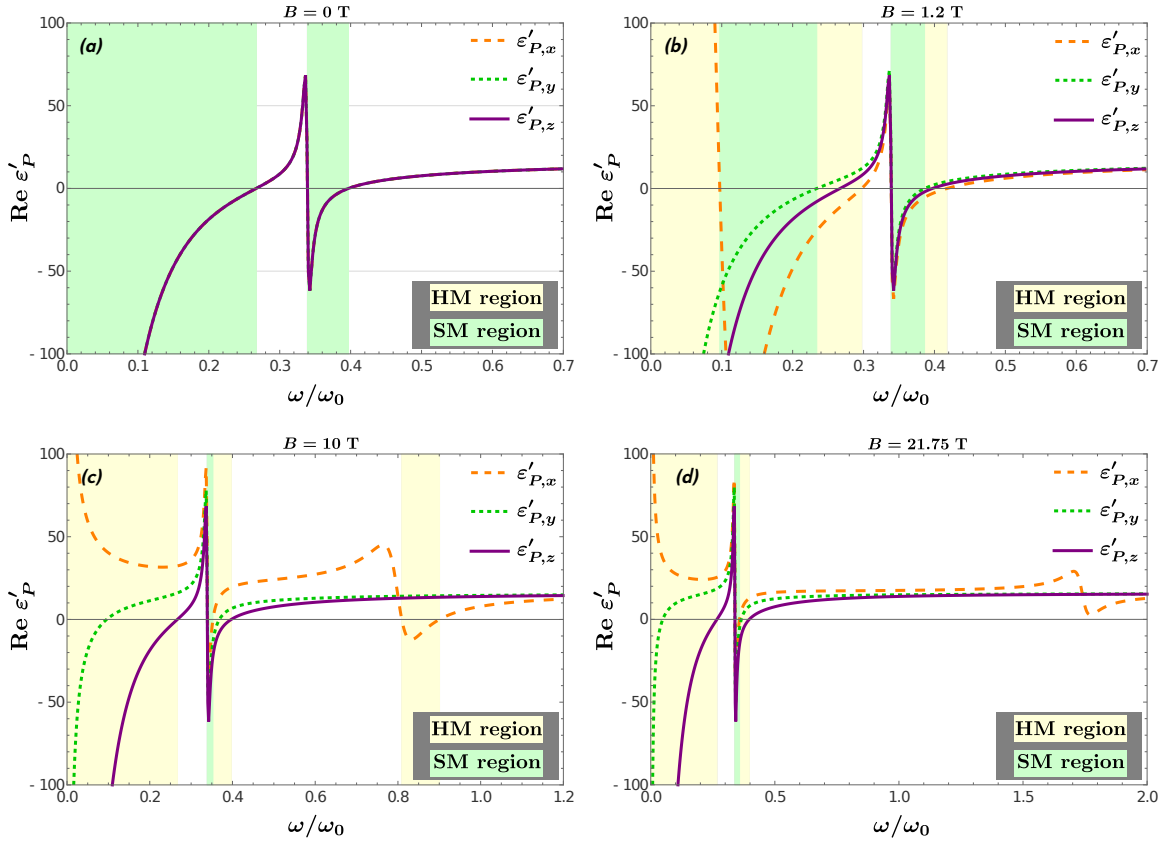 B = 0 T
(a)
ε′P,x
ε′P,y
ε′P,z
Re ε′P
100
50
0
- 50
- 100
HM region
SM region
0.0 0.1 0.2 0.3 0.4 0.5 0.6 0.7
ω/ω0
B = 1.2 T
(b)
ε′P,x
ε′P,y
ε′P,z
Re ε′P
100
50
0
- 50
- 100
HM region
SM region
0.0 0.1 0.2 0.3 0.4 0.5 0.6 0.7
ω/ω0
B = 10 T
(c)
ε′P,x
ε′P,y
ε′P,z
Re ε′P
100
50
0
- 50
- 100
HM region
SM region
0.0 0.2 0.4 0.6 0.8 1.0 1.2
ω/ω0
B = 21.75 T
(d)
ε′P,x
ε′P,y
ε′P,z
Re ε′P
100
50
0
- 50
- 100
HM region
SM region
0.0 0.5 1.0 1.5 2.0
ω/ω0